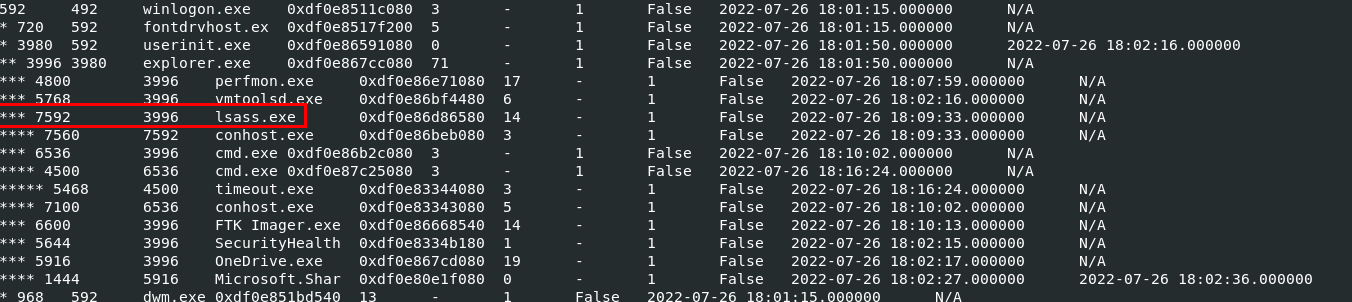 592	492	winlogon.exe	0xdf0e8511c080	3	-	1	False	2022-07-26 18:01:15.000000	N/A
* 720	592	fontdrvhost.ex	0xdf0e8517f200	5	-	1	False	2022-07-26 18:01:15.000000	N/A
* 3980	592	userinit.exe	0xdf0e86591080	0	-	1	False	2022-07-26 18:01:50.000000	2022-07-26 18:02:16.000000
** 3996	3980	explorer.exe	0xdf0e867cc080	71	-	1	False	2022-07-26 18:01:50.000000	N/A
*** 4800	3996	perfmon.exe	0xdf0e86e71080	17	-	1	False	2022-07-26 18:07:59.000000	N/A
*** 5768	3996	vmtoolsd.exe	0xdf0e86bf4480	6	-	1	False	2022-07-26 18:02:16.000000	N/A
*** 7592	3996	lsass.exe	0xdf0e86d86580	14	-	1	False	2022-07-26 18:09:33.000000	N/A
**** 7560	7592	conhost.exe	0xdf0e86beb080	3	-	1	False	2022-07-26 18:09:33.000000	N/A
*** 6536	3996	cmd.exe	0xdf0e86b2c080	3	-	1	False	2022-07-26 18:10:02.000000	N/A
**** 4500	6536	cmd.exe	0xdf0e87c25080	3	-	1	False	2022-07-26 18:16:24.000000	N/A
***** 5468	4500	timeout.exe	0xdf0e83344080	3	-	1	False	2022-07-26 18:16:24.000000	N/A
**** 7100	6536	conhost.exe	0xdf0e83343080	5	-	1	False	2022-07-26 18:10:02.000000	N/A
*** 6600	3996	FTK Imager.exe	0xdf0e86668540	14	-	1	False	2022-07-26 18:10:13.000000	N/A
*** 5644	3996	SecurityHealth	0xdf0e8334b180	1	-	1	False	2022-07-26 18:02:15.000000	N/A
*** 5916	3996	OneDrive.exe	0xdf0e867cd080	19	-	1	False	2022-07-26 18:02:17.000000	N/A
**** 1444	5916	Microsoft.Shar	0xdf0e80e1f080	0	-	1	False	2022-07-26 18:02:27.000000	2022-07-26 18:02:36.000000
* 968	592	dwm.exe	0xdf0e851bd540	13	-	1	False	2022-07-26 18:01:15.000000	N/A